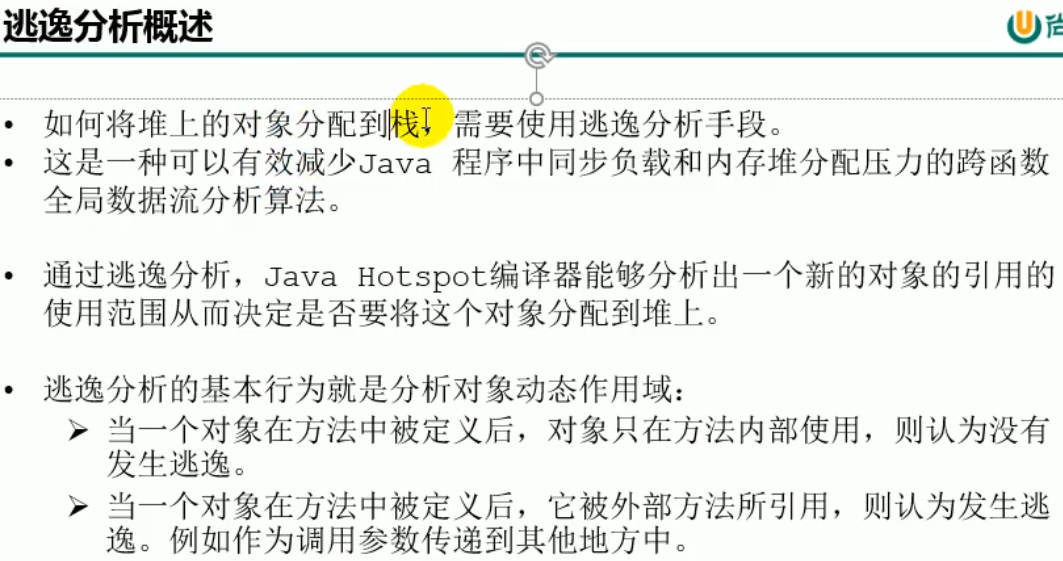 逃逸分析概述
尚
• 如何将堆上的对象分配到栈，需要使用逃逸分析手段。
• 这是一种可以有效减少Java 程序中同步负载和内存堆分配压力的跨函数
全局数据流分析算法。
• 通过逃逸分析，Java Hotspot编译器能够分析出一个新的对象的引用的
使用范围从而决定是否要将这个对象分配到堆上。
• 逃逸分析的基本行为就是分析对象动态作用域：
➢ 当一个对象在方法中被定义后，对象只在方法内部使用，则认为没有
发生逃逸。
➢ 当一个对象在方法中被定义后，它被外部方法所引用，则认为发生逃
逸。例如作为调用参数传递到其他地方中。